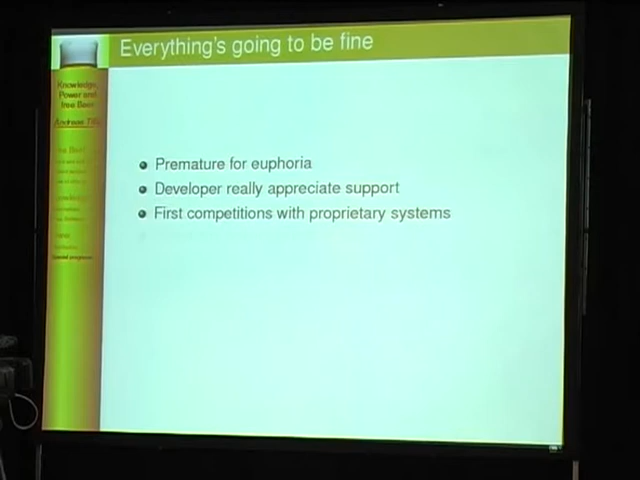 Everything's going to be fine
Knowledge,
Power and
free Beer
Andreas
Premature for euphoria
Developer really appreciate support
First competitions with proprietary systems